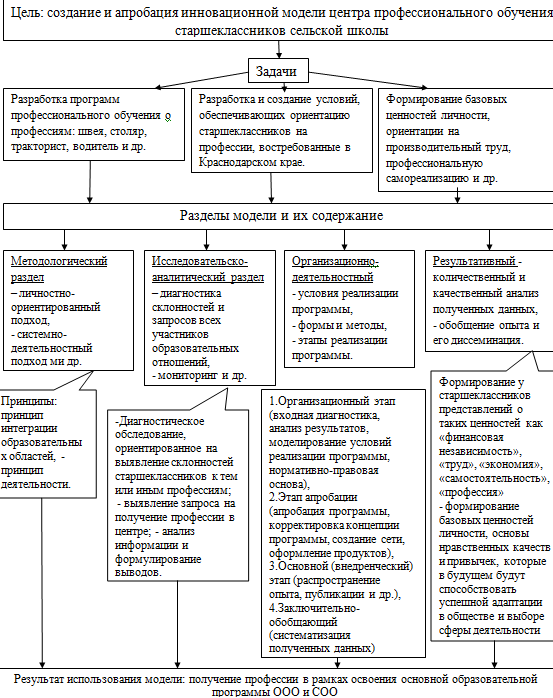 Цель: создание и апробация инновационной модели центра профессионального обучения
старшеклассников сельской школы
Задачи
Разработка программ
профессионального обучения о
профессиям: швея, столяр,
тракторист, водитель и др.
Разработка и создание условий,
обеспечивающих ориентацию
старшеклассников на
профессии, востребованные в
Краснодарском крае.
Формирование базовых
ценностей личности,
ориентации на
производительный труд,
профессиональную
самореализацию и др.
Разделы модели и их содержание
Методологический
раздел
– личностно-
ориентированный
подход,
- системно-
деятельностный
подход ми др.
Исследовательско-
аналитический раздел
– диагностика
склонностей и
запросов всех
участников
образовательных
отношений,
- мониторинг и др.
Организационно-
деятельностный
- условия реализации
программы,
- формы и методы,
- этапы реализации
программы.
Результативный -
-количественный и
качественный анализ
полученных данных,
- обобщение опыта и
его диссеминация.
Принципы:
принцип
интеграции
образовательны
х областей, -
принцип
деятельности.
-Диагностическое
обследование,
ориентированное на
выявление склонностей
старшеклассников к тем
или иным профессиям;
- выявление запроса на
получение профессии в
центре; - анализ
информации и
формулирование
выводов.
1.Организационный этап
(входная диагностика,
анализ результатов,
моделирование условий
реализации программы,
нормативно-правовая
основа),
2.Этап апробации
(апробация программы,
корректировка концепции
программы, создание сети,
оформление продуктов),
3.Основной (внедренческий)
этап (распространение
опыта, публикации и др.),
4.Заключительно-
обобщающий
(систематизация
полученных данных)
Формирование у
старшеклассников
представлений о
таких ценностей как
«финансовая
независимость»,
«труд», «экономия»,
«самостоятельность»,
«профессия»
- формирование
базовых ценностей
личности, основы
нравственных качеств
и привычек, которые
в будущем будут
способствовать
успешной адаптации
в обществе и выборе
сферы деятельности
Результат использования модели: получение профессии в рамках освоения основной образовательной
программы ООО и СОО